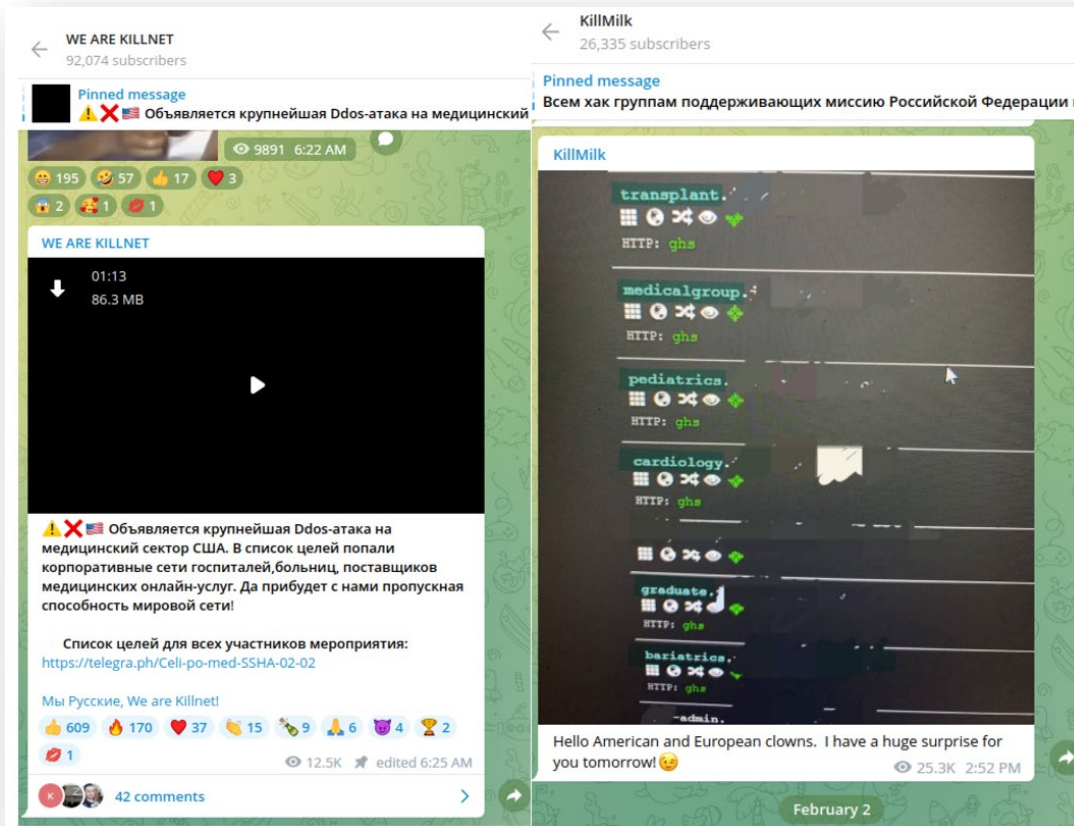 WE ARE KILLNET
92,074 subscribers
Pinned message
⚠️❌🇺🇸 Объявляется крупнейшая Ddos-атака на медицинский
9891 6:22 AM
😁 195 🤣 57 👍 17 ❤️ 3
😱 2 🥰 1 💋 1
WE ARE KILLNET
01:13
86.3 MB
⚠️❌🇺🇸 Объявляется крупнейшая Ddos-атака на
медицинский сектор США. В список целей попали
корпоративные сети госпиталей,больниц, поставщиков
медицинских онлайн-услуг. Да прибудет с нами пропускная
способность мировой сети!
Список целей для всех участников мероприятия:
https://telegra.ph/Celi-po-med-SSHA-02-02
Мы Русские, We are Killnet!
👍 609 🔥 170 ❤️ 37 👏 15 🍾 9 🙏 6 😈 4 🏆 2
💋 1
12.5K edited 6:25 AM
K
42 comments
KillMilk
26,335 subscribers
Pinned message
Всем хак группам поддерживающих миссию Российской Федерации
KillMilk
transplant.
HTTP: ghs
medicalgroup.
HTTP: ghs
pediatrics.
HTTP: ghs
cardiology.
HTTP: ghs
graduate.
HTTP: ghs
bariatrics.
HTTP: ghs
-admin.
Hello American and European clowns. I have a huge surprise for
you tomorrow!😉
25.3K 2:52 PM
February 2